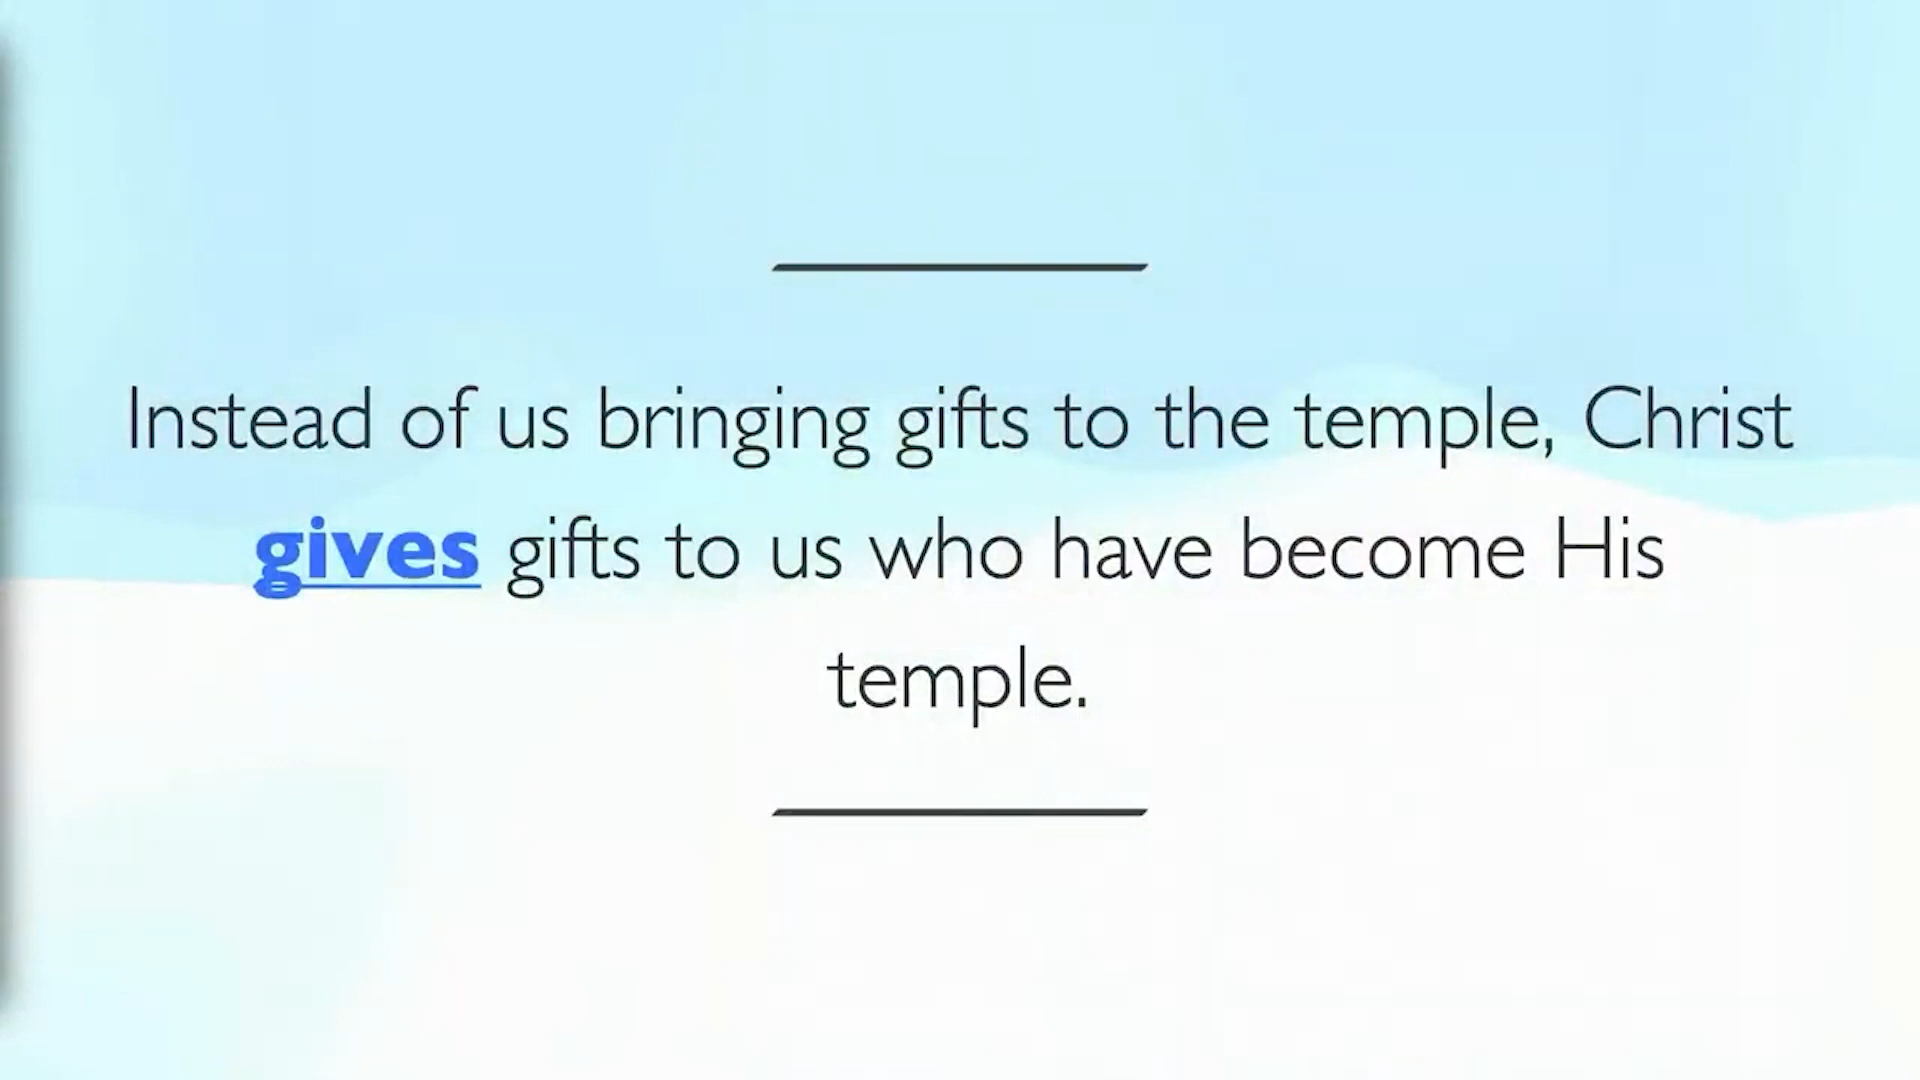 Instead of us bringing gifts to the temple, Christ
gives gifts to us who have become His
temple.